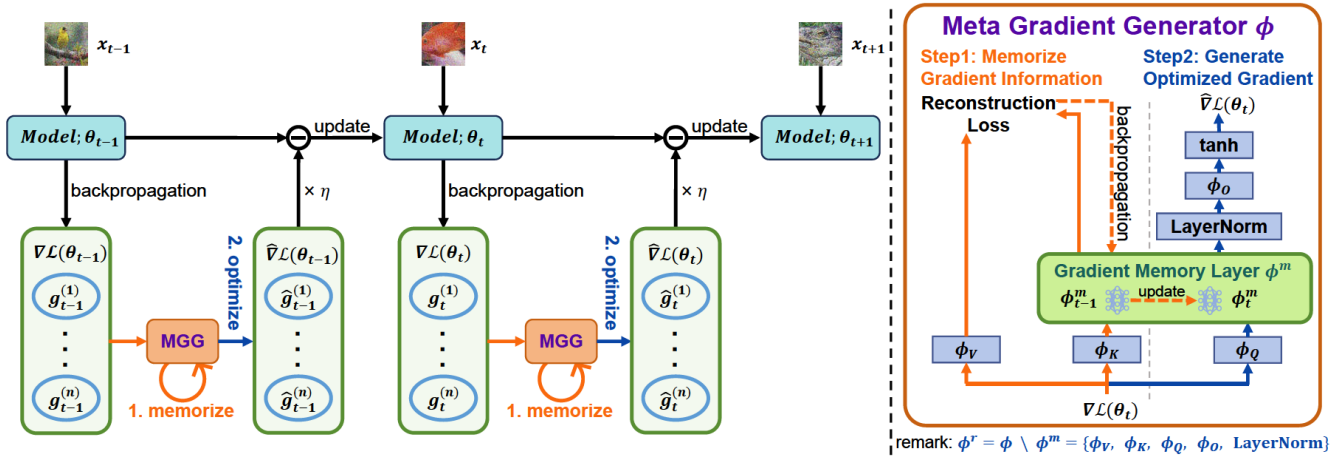 x_{t-1}
x_t
x_{t+1}
Model; θ_{t-1}
update
Model; θ_t
update
Model; θ_{t+1}
backpropagation
× η
backpropagation
× η
∇ℒ(θ_{t-1})
g_{t-1}^{(1)}
g_{t-1}^{(n)}
MGG
1. memorize
2. optimize
∇̂ℒ(θ_{t-1})
ĝ_{t-1}^{(1)}
ĝ_{t-1}^{(n)}
∇ℒ(θ_t)
g_t^{(1)}
g_t^{(n)}
MGG
1. memorize
2. optimize
∇̂ℒ(θ_t)
ĝ_t^{(1)}
ĝ_t^{(n)}
Meta Gradient Generator ϕ
Step1: Memorize
Gradient Information
Reconstruction
Loss
backpropagation
Step2: Generate
Optimized Gradient
∇̂ℒ(θ_t)
tanh
ϕ_O
LayerNorm
Gradient Memory Layer ϕ^m
ϕ_{t-1}^m
update
ϕ_t^m
ϕ_V
ϕ_K
ϕ_Q
∇ℒ(θ_t)
remark: ϕ^r = ϕ \ ϕ^m = {ϕ_V, ϕ_K, ϕ_Q, ϕ_O, LayerNorm}